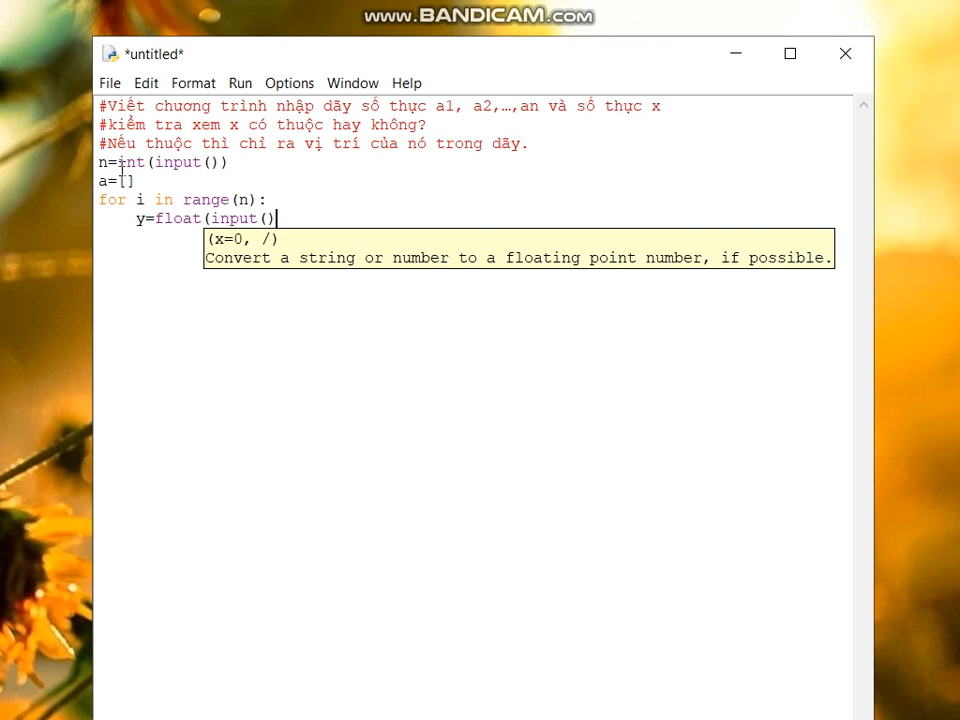 www.BANDICAM.com
*untitled*
File Edit Format Run Options Window Help
#Viết chương trình nhập dãy số thực a1, a2,…,an và số thực x
#kiểm tra xem x có thuộc hay không?
#Nếu thuộc thì chỉ ra vị trí của nó trong dãy.
n=int(input())
a=[]
for i in range(n):
    y=float(input()
(x=0, /)
Convert a string or number to a floating point number, if possible.